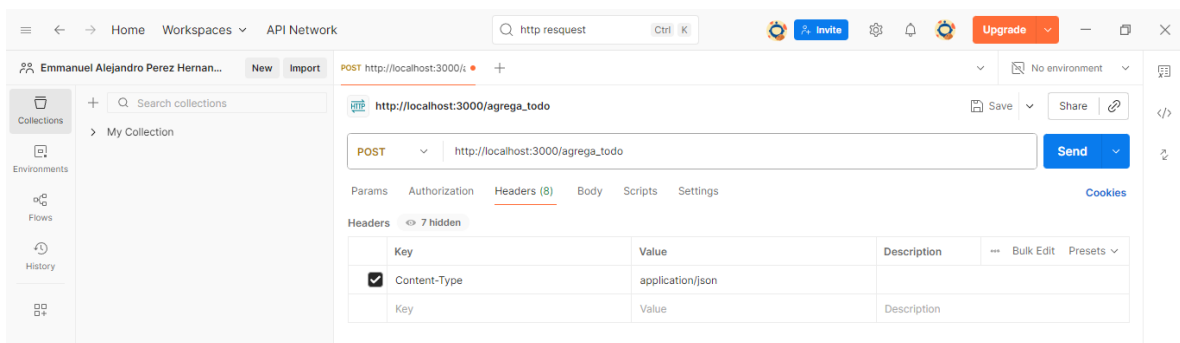 Home Workspaces API Network http resquest Ctrl K Invite Upgrade
Emmanuel Alejandro Perez Hernan... New Import POST http://localhost:3000/a No environment
Collections
Search collections
My Collection
Environments
Flows
History
HTTP http://localhost:3000/agrega_todo Save Share
POST http://localhost:3000/agrega_todo Send
Params Authorization Headers (8) Body Scripts Settings Cookies
Headers 7 hidden
Key Value Description Bulk Edit Presets
Content-Type application/json
Key Value Description